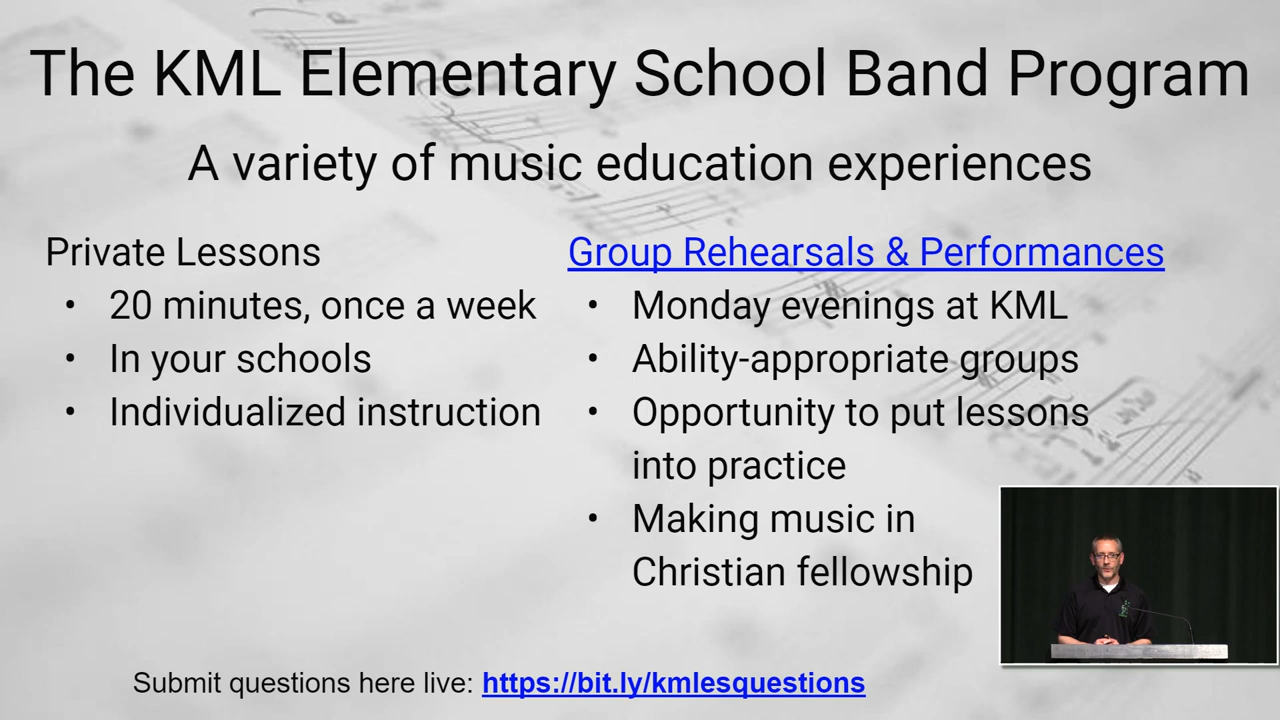 The KML Elementary School Band Program
A variety of music education experiences
Private Lessons
• 20 minutes, once a week
• In your schools
• Individualized instruction
Group Rehearsals & Performances
• Monday evenings at KML
• Ability-appropriate groups
• Opportunity to put lessons
into practice
• Making music in
Christian fellowship
Submit questions here live: https://bit.ly/kmlesquestions